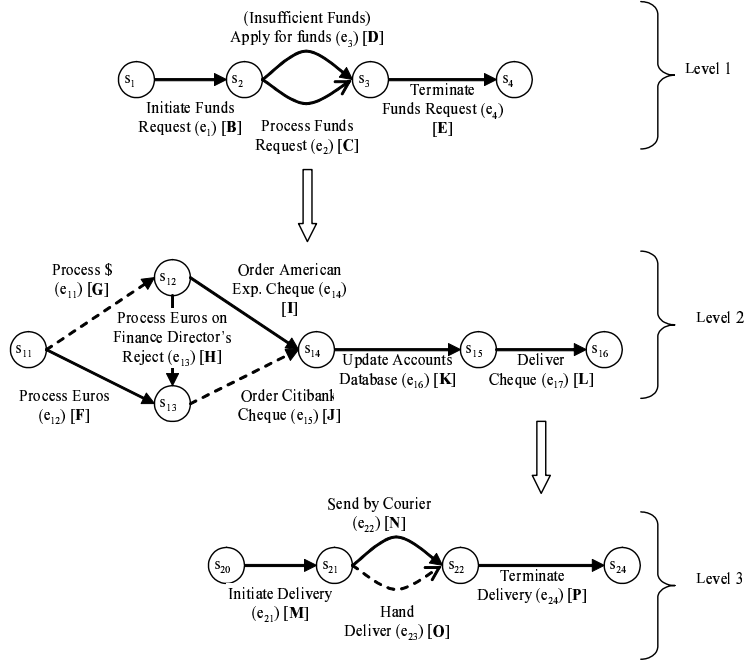 (Insufficient Funds)
Apply for funds (e3) [D]
s1
s2
s3
s4
Initiate Funds
Request (e1) [B]
Process Funds
Request (e2) [C]
Terminate
Funds Request (e4)
[E]
Level 1
Process $
(e11) [G]
s12
Order American
Exp. Cheque (e14)
[I]
Process Euros on
Finance Director's
Reject (e13) [H]
s11
s14
s15
s16
Level 2
Process Euros
(e12) [F]
s13
Order Citibank
Cheque (e15) [J]
Update Accounts
Database (e16) [K]
Deliver
Cheque (e17) [L]
Send by Courier
(e22) [N]
s20
s21
s22
s24
Initiate Delivery
(e21) [M]
Hand
Deliver (e23) [O]
Terminate
Delivery (e24) [P]
Level 3